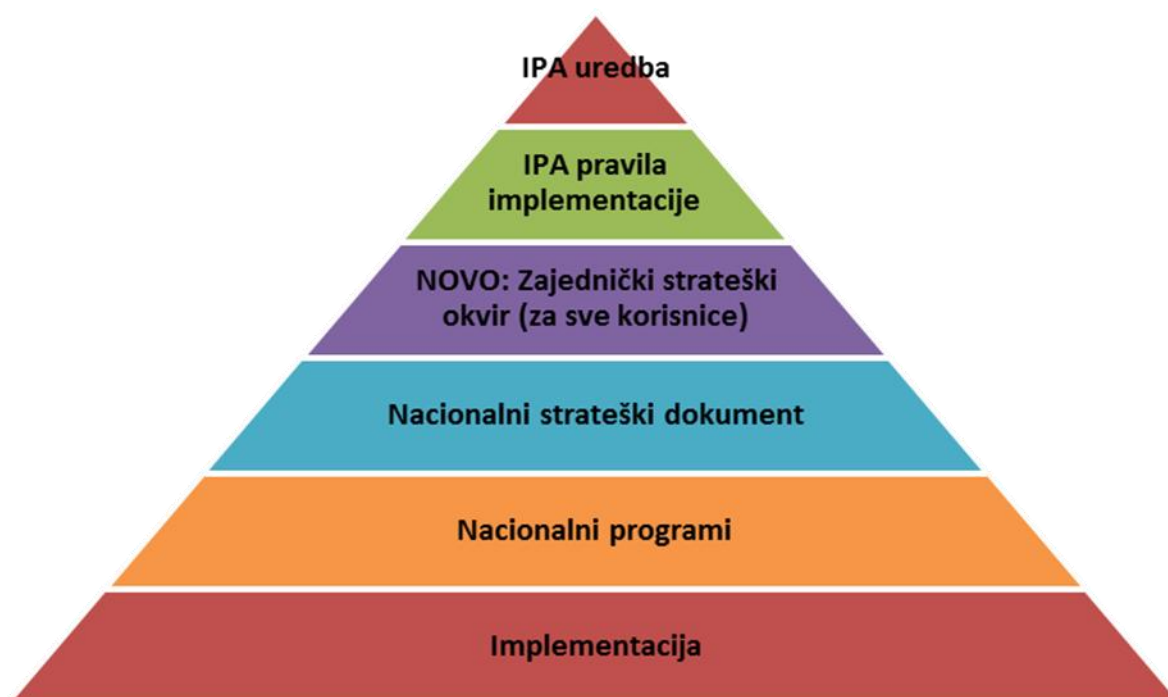 IPA uredba
IPA pravila
implementacije
NOVO: Zajednički strateški
okvir (za sve korisnice)
Nacionalni strateški dokument
Nacionalni programi
Implementacija